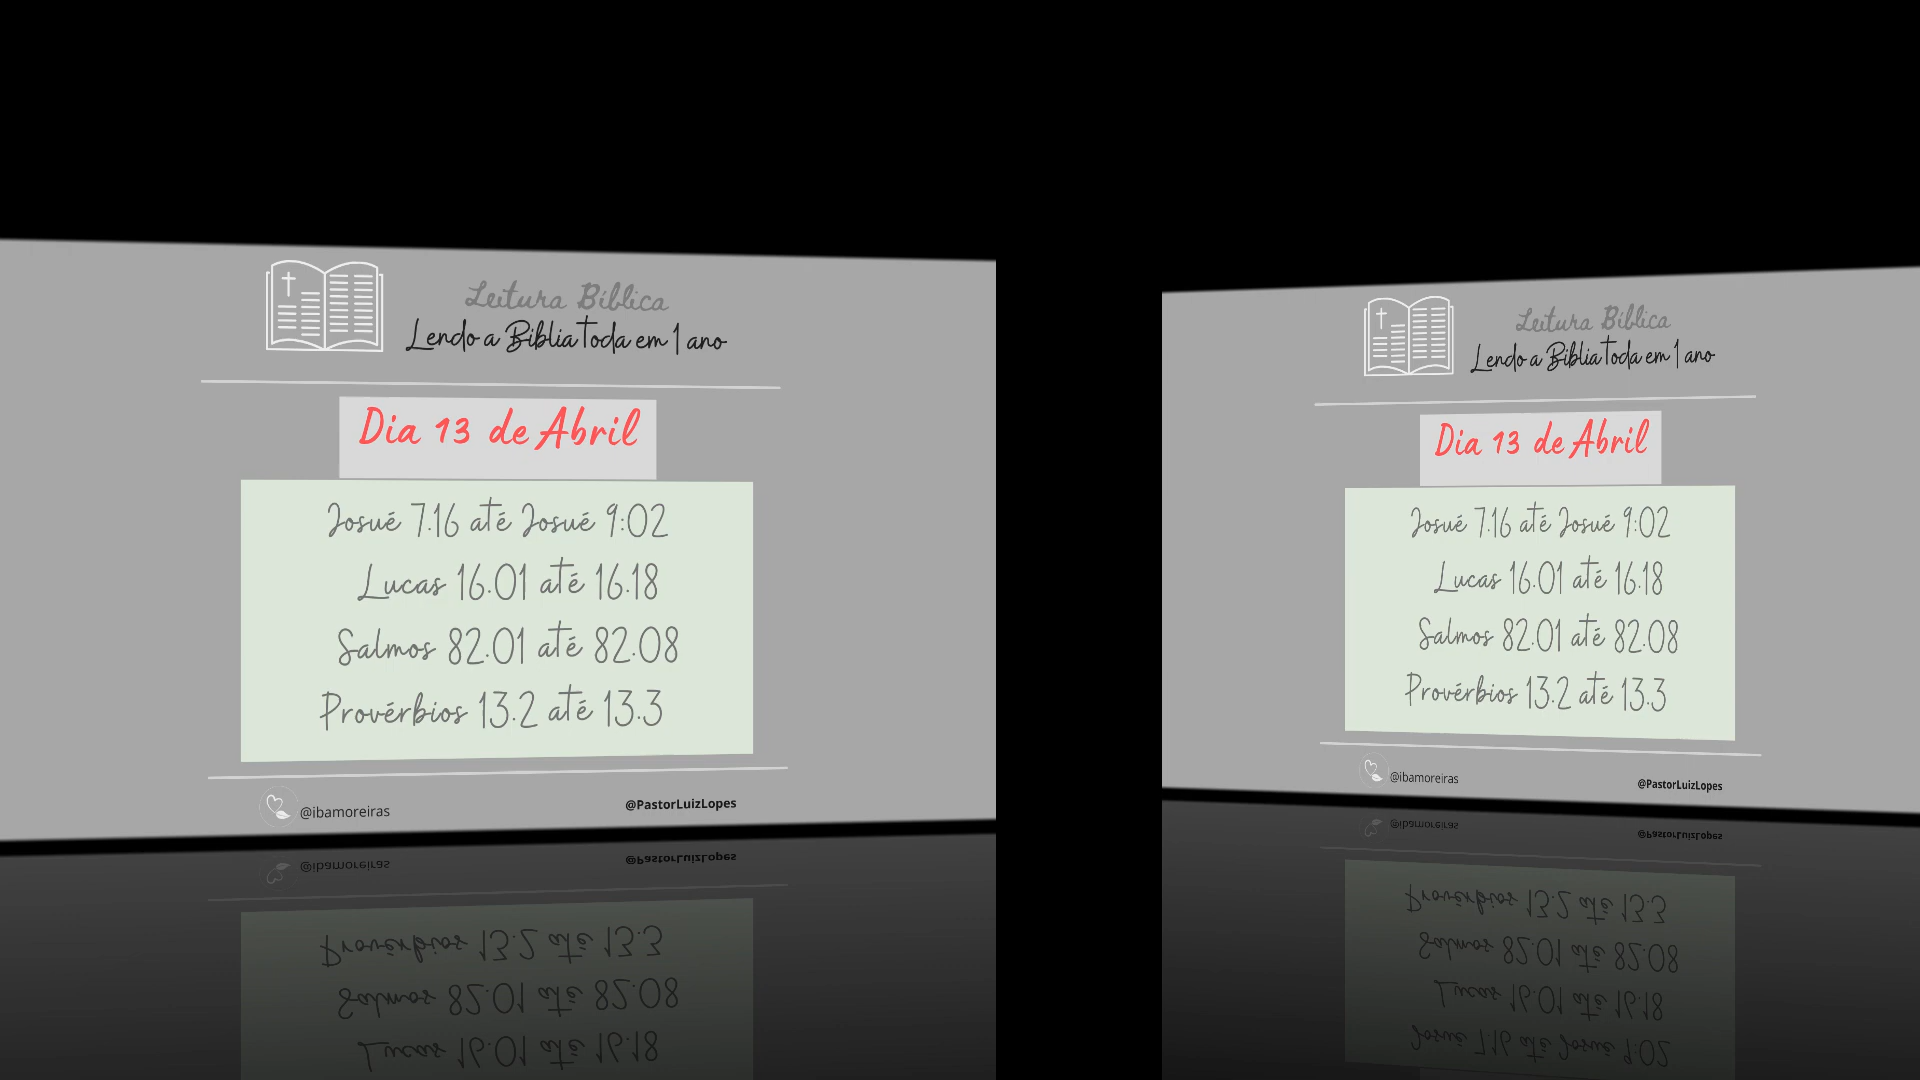 Leitura Bíblica
Lendo a Bíblia toda em 1 ano
Dia 13 de Abril
Josué 7.16 até Josué 9:02
Lucas 16.01 até 16.18
Salmos 82.01 até 82.08
Provérbios 13.2 até 13.3
@ibamoreiras
@PastorLuizLopes
Leitura Bíblica
Lendo a Bíblia toda em 1 ano
Dia 13 de Abril
Josué 7.16 até Josué 9:02
Lucas 16.01 até 16.18
Salmos 82.01 até 82.08
Provérbios 13.2 até 13.3
@ibamoreiras
@PastorLuizLopes